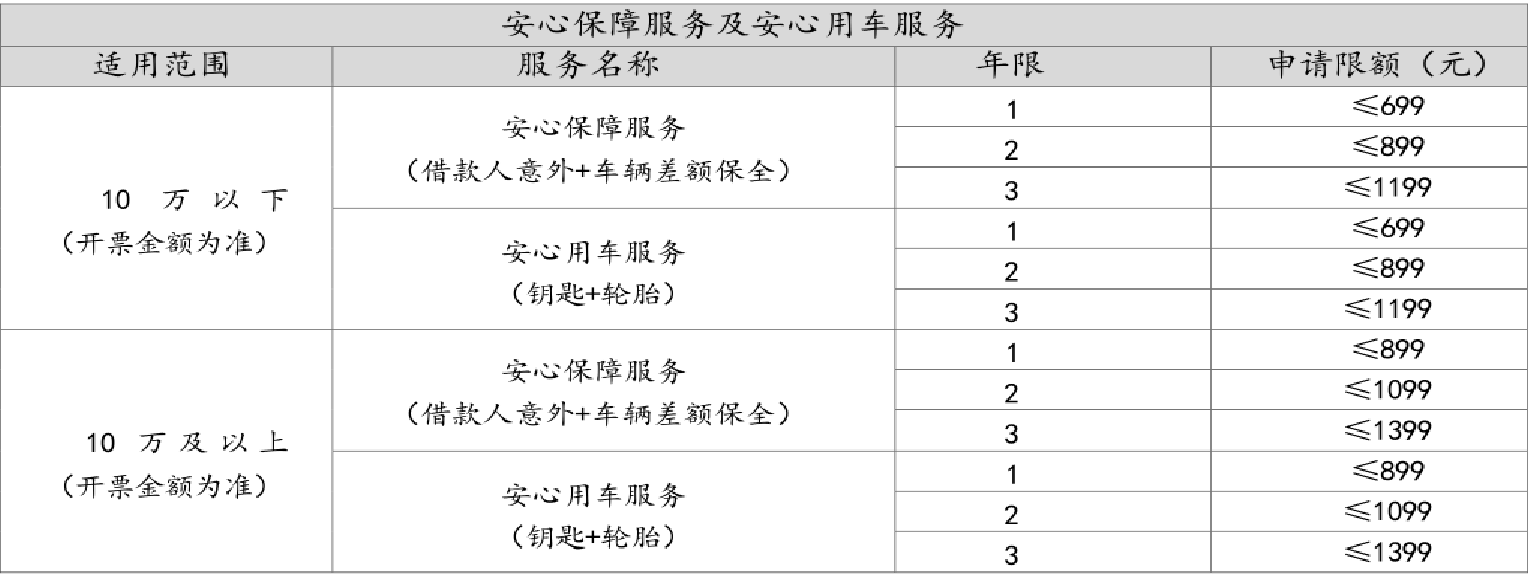 安心保障服务及安心用车服务
适用范围 服务名称 年限 申请限额（元）
10 万以下
（开票金额为准）
安心保障服务
（借款人意外+车辆差额保全）
1 ≤699
2 ≤899
3 ≤1199
安心用车服务
（钥匙+轮胎）
1 ≤699
2 ≤899
3 ≤1199
10 万及以上
（开票金额为准）
安心保障服务
（借款人意外+车辆差额保全）
1 ≤899
2 ≤1099
3 ≤1399
安心用车服务
（钥匙+轮胎）
1 ≤899
2 ≤1099
3 ≤1399